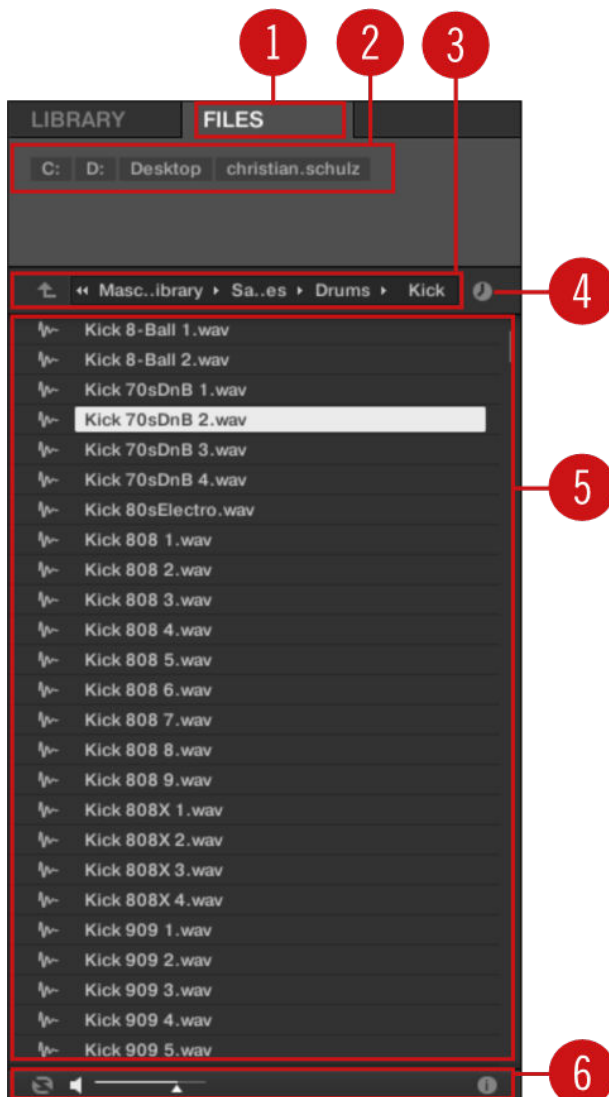 1 2 3
LIBRARY FILES
C: D: Desktop christian.schulz
Masc..ibrary Sa..es Drums Kick 4
Kick 8-Ball 1.wav
Kick 8-Ball 2.wav
Kick 70sDnB 1.wav
Kick 70sDnB 2.wav
Kick 70sDnB 3.wav
Kick 70sDnB 4.wav 5
Kick 80sElectro.wav
Kick 808 1.wav
Kick 808 2.wav
Kick 808 3.wav
Kick 808 4.wav
Kick 808 5.wav
Kick 808 6.wav
Kick 808 7.wav
Kick 808 8.wav
Kick 808 9.wav
Kick 808X 1.wav
Kick 808X 2.wav
Kick 808X 3.wav
Kick 808X 4.wav
Kick 909 1.wav
Kick 909 2.wav
Kick 909 3.wav
Kick 909 4.wav
Kick 909 5.wav
6